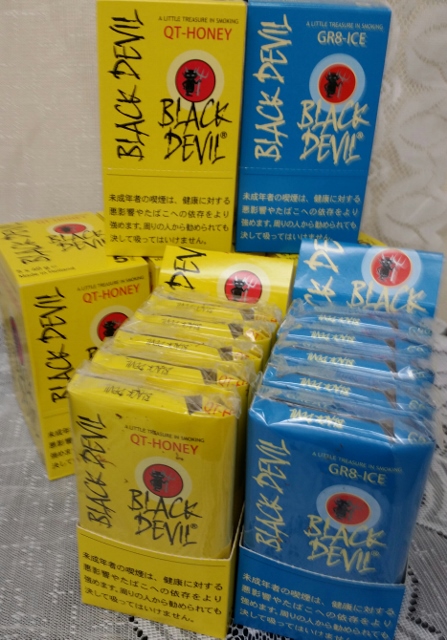 BLACK DEVIL
A LITTLE TREASURE IN SMOKING
QT-HONEY
BLACK
DEVIL
未成年者の喫煙は、健康に対する
悪影響やたばこへの依存をより
強めます。周りの人から勧められても
決して吸ってはいけません。
BLACK DEVIL
A LITTLE TREASURE IN SMOKING
GR8-ICE
BLACK
DEVIL®
未成年者の喫煙は、健康に対する
悪影響やたばこへの依存をより
強めます。周りの人から勧められても
決して吸ってはいけません。
A LITTLE TREASURE IN SMOKING
QT-HONEY
BLACK DEVIL
BLACK
BLACK DEVIL
A LITTLE TREASURE IN SMOKING
QT-HONEY
BLACK
DEVIL
未成年者の喫煙は、健康に対する
悪影響やたばこへの依存をより
強めます。周りの人から勧められても
決して吸ってはいけません。
BLACK DEVIL
A LITTLE TREASURE IN SMOKING
GR8-ICE
BLACK
DEVIL®
未成年者の喫煙は、健康に対する
悪影響やたばこへの依存をより
強めます。周りの人から勧められても
決して吸ってはいけません。